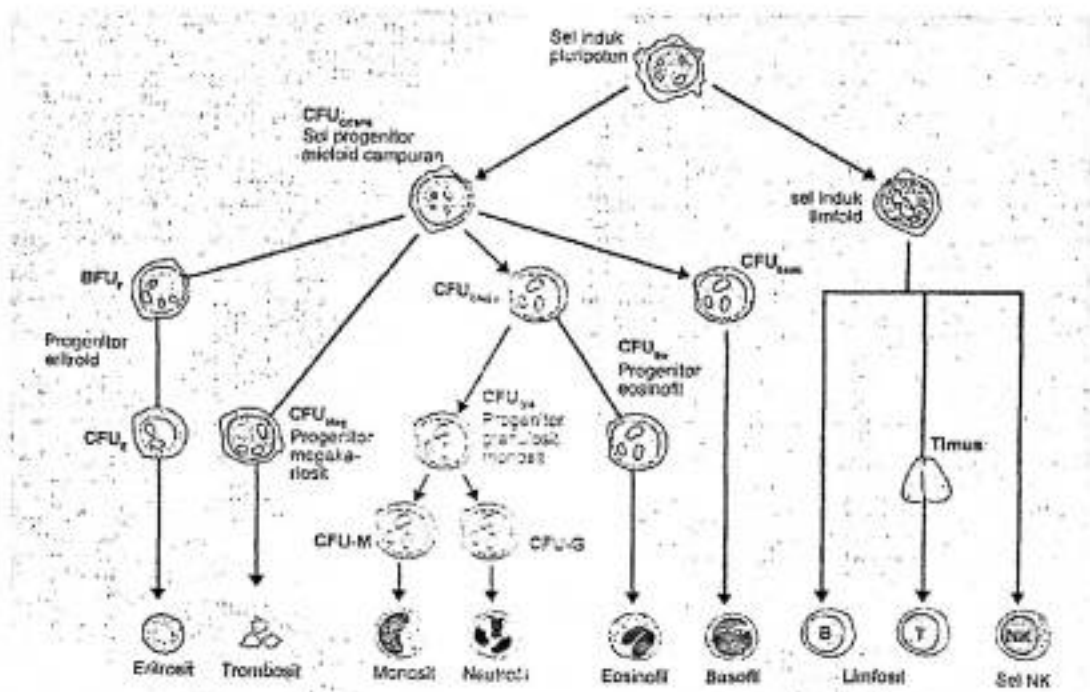 Sel induk
pluripoten
CFU
Sel progenitor
mieloid campuran
sel induk
limfoid
BFU
CFU
CFU
Progenitor
eritroid
CFU
Progenitor
eosinofil
CFU
CFU
Progenitor
megaka-
riosit
CFU
Progenitor
granulosit
monosit
Timus
CFU-M
CFU-G
B
T
NK
Eritrosit
Trombosit
Monosit
Neutrofil
Eosinofil
Basofil
Limfosit
Sel NK